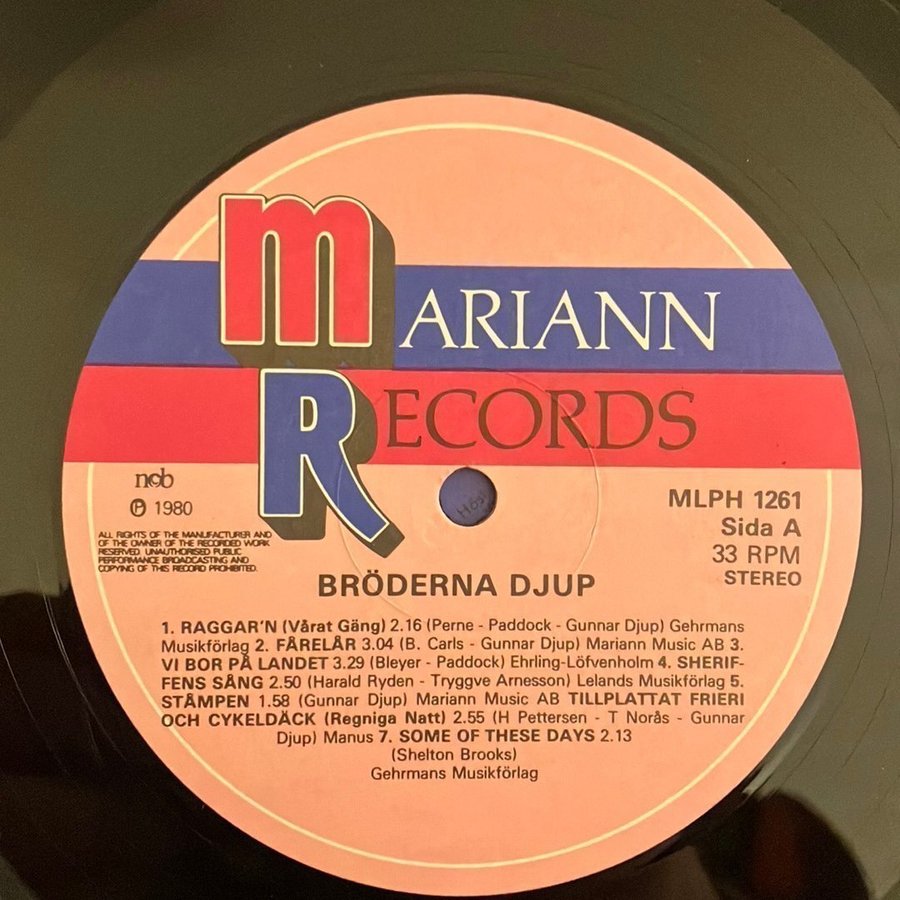 MARIANN
RECORDS
ncb
Ⓟ 1980
ALL RIGHTS OF THE MANUFACTURER AND
OF THE OWNER OF THE RECORDED WORK
RESERVED. UNAUTHORISED PUBLIC
PERFORMANCE BROADCASTING AND
COPYING OF THIS RECORD PROHIBITED.
MLPH 1261
Sida A
33 RPM
STEREO
BRÖDERNA DJUP
1. RAGGAR'N (Vårat Gäng) 2.16 (Perne - Paddock - Gunnar Djup) Gehrmans
Musikförlag 2. FÅRELÅR 3.04 (B. Carls - Gunnar Djup) Mariann Music AB 3.
VI BOR PÅ LANDET 3.29 (Bleyer - Paddock) Ehrling-Löfvenholm 4. SHERIF-
FENS SÅNG 2.50 (Harald Ryden - Tryggve Arnesson) Lelands Musikförlag 5.
STÅMPEN 1.58 (Gunnar Djup) Mariann Music AB TILLPLATTAT FRIERI
OCH CYKELDÄCK (Regniga Natt) 2.55 (H Pettersen - T Norås - Gunnar
Djup) Manus 7. SOME OF THESE DAYS 2.13
(Shelton Brooks)
Gehrmans Musikförlag